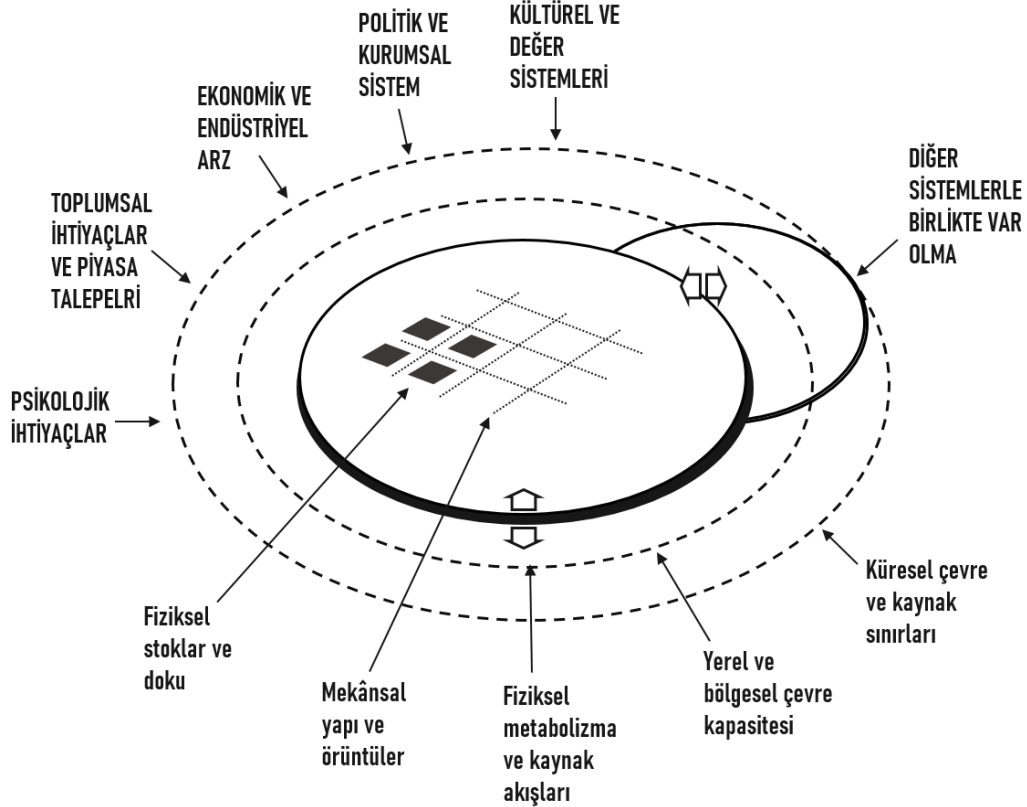 POLİTİK VE
KURUMSAL
SİSTEM
KÜLTÜREL VE
DEĞER
SİSTEMLERİ
EKONOMİK VE
ENDÜSTRİYEL
ARZ
DİĞER
SİSTEMLERLE
BİRLİKTE VAR
OLMA
TOPLUMSAL
İHTİYAÇLAR
VE PİYASA
TALEPELRİ
PSİKOLOJİK
İHTİYAÇLAR
Fiziksel
stoklar ve
doku
Mekânsal
yapı ve
örüntüler
Fiziksel
metabolizma
ve kaynak
akışları
Yerel ve
bölgesel çevre
kapasitesi
Küresel çevre
ve kaynak
sınırları